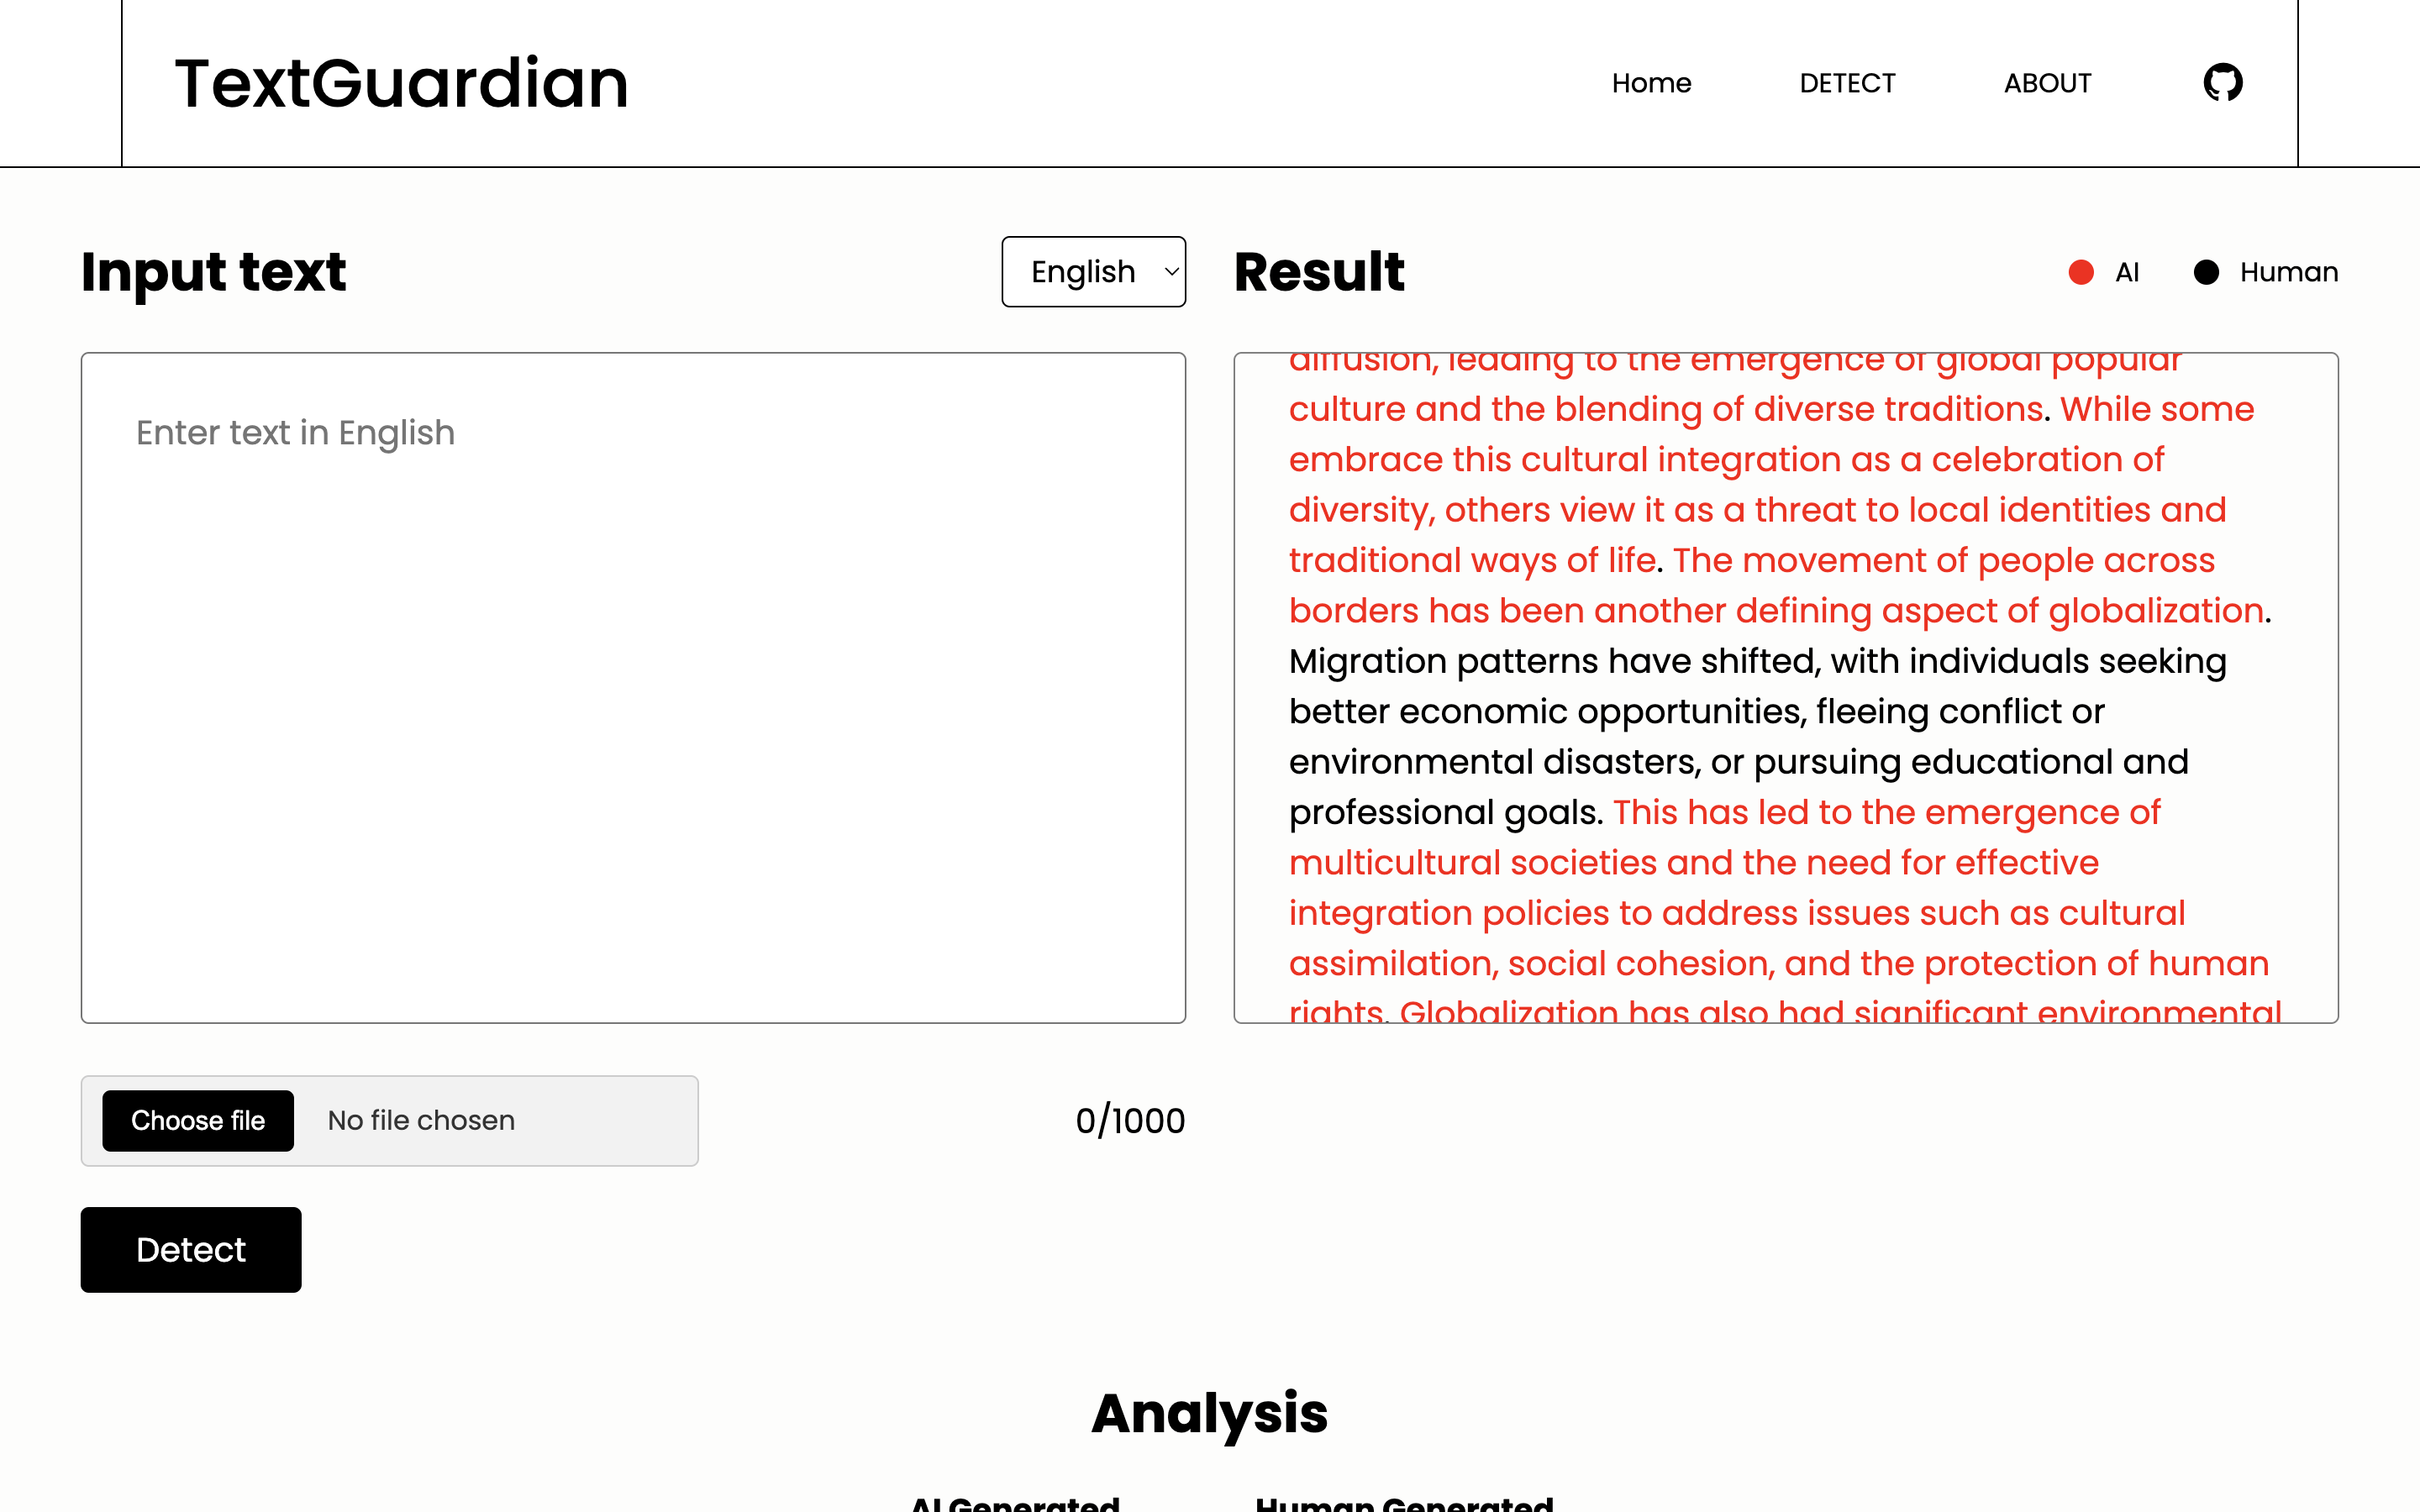 TextGuardian
Home
DETECT
ABOUT
Input text
English
Enter text in English
Choose file
No file chosen
0/1000
Detect
Result
AI
Human
diffusion, leading to the emergence of global popular
culture and the blending of diverse traditions. While some
embrace this cultural integration as a celebration of
diversity, others view it as a threat to local identities and
traditional ways of life. The movement of people across
borders has been another defining aspect of globalization.
Migration patterns have shifted, with individuals seeking
better economic opportunities, fleeing conflict or
environmental disasters, or pursuing educational and
professional goals. This has led to the emergence of
multicultural societies and the need for effective
integration policies to address issues such as cultural
assimilation, social cohesion, and the protection of human
rights. Globalization has also had significant environmental
Analysis
AI Generated
Human Generated